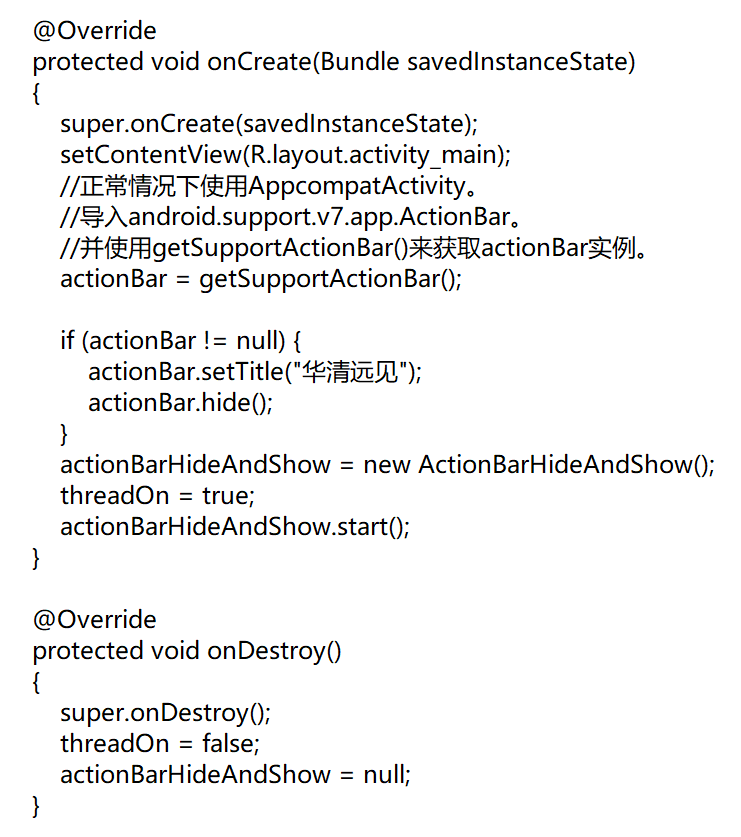 @Override
protected void onCreate(Bundle savedInstanceState)
{
super.onCreate(savedInstanceState);
setContentView(R.layout.activity_main);
//正常情况下使用AppcompatActivity。
//导入android.support.v7.app.ActionBar。
//并使用getSupportActionBar()来获取actionBar实例。
actionBar = getSupportActionBar();
if (actionBar != null) {
actionBar.setTitle("华清远见");
actionBar.hide();
}
actionBarHideAndShow = new ActionBarHideAndShow();
threadOn = true;
actionBarHideAndShow.start();
}
@Override
protected void onDestroy()
{
super.onDestroy();
threadOn = false;
actionBarHideAndShow = null;
}